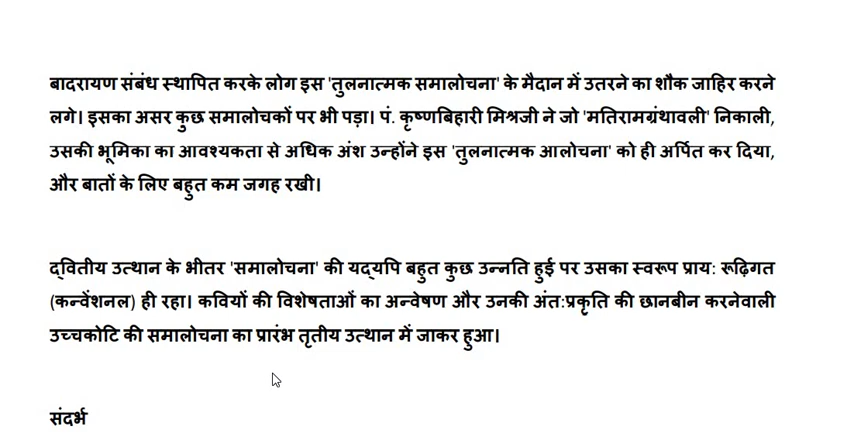 बादरायण संबंध स्थापित करके लोग इस 'तुलनात्मक समालोचना' के मैदान में उतरने का शौक जाहिर करने
लगे। इसका असर कुछ समालोचकों पर भी पड़ा। पं. कृष्णबिहारी मिश्रजी ने जो 'मतिरामग्रंथावली' निकाली,
उसकी भूमिका का आवश्यकता से अधिक अंश उन्होंने इस 'तुलनात्मक आलोचना' को ही अर्पित कर दिया,
और बातों के लिए बहुत कम जगह रखी।
द्वितीय उत्थान के भीतर 'समालोचना' की यद्यपि बहुत कुछ उन्नति हुई पर उसका स्वरूप प्राय: रूढ़िगत
(कन्वेंशनल) ही रहा। कवियों की विशेषताओं का अन्वेषण और उनकी अंत:प्रकृति की छानबीन करनेवाली
उच्चकोटि की समालोचना का प्रारंभ तृतीय उत्थान में जाकर हुआ।
संदर्भ